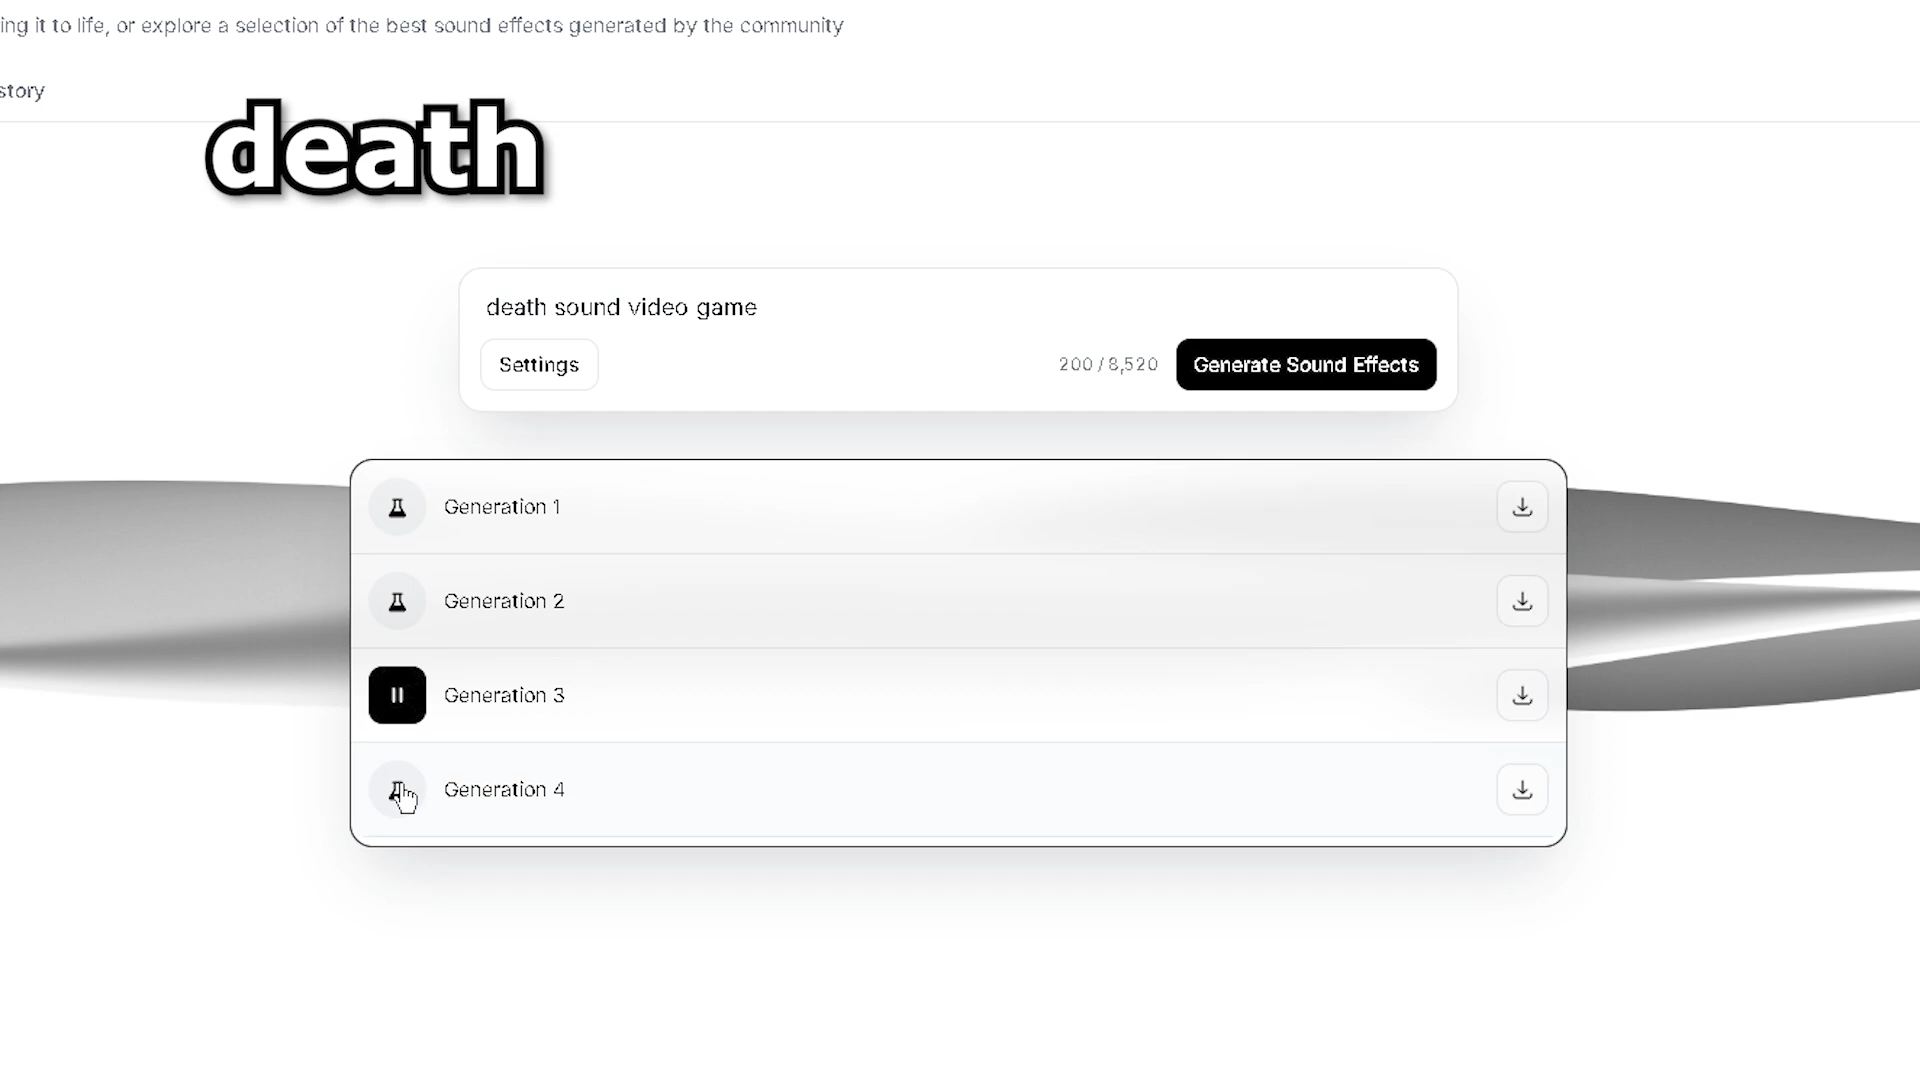 ing it to life, or explore a selection of the best sound effects generated by the community
story
death
death sound video game
Settings
200 / 8,520
Generate Sound Effects
Generation 1
Generation 2
Generation 3
Generation 4